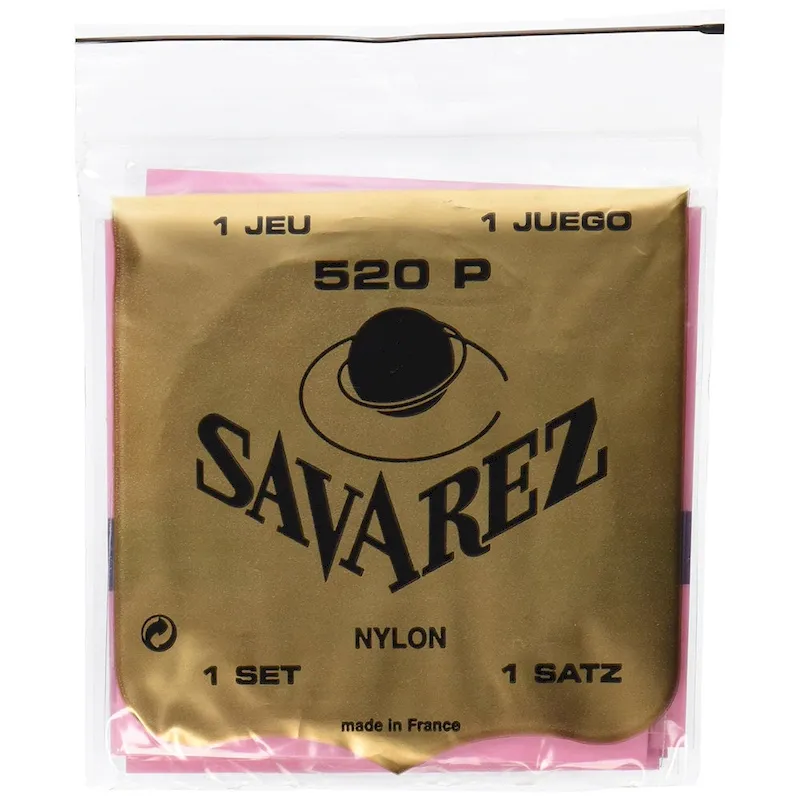 1 JEU 1 JUEGO
520 P
SAVAREZ
NYLON
1 SET 1 SATZ
made in France